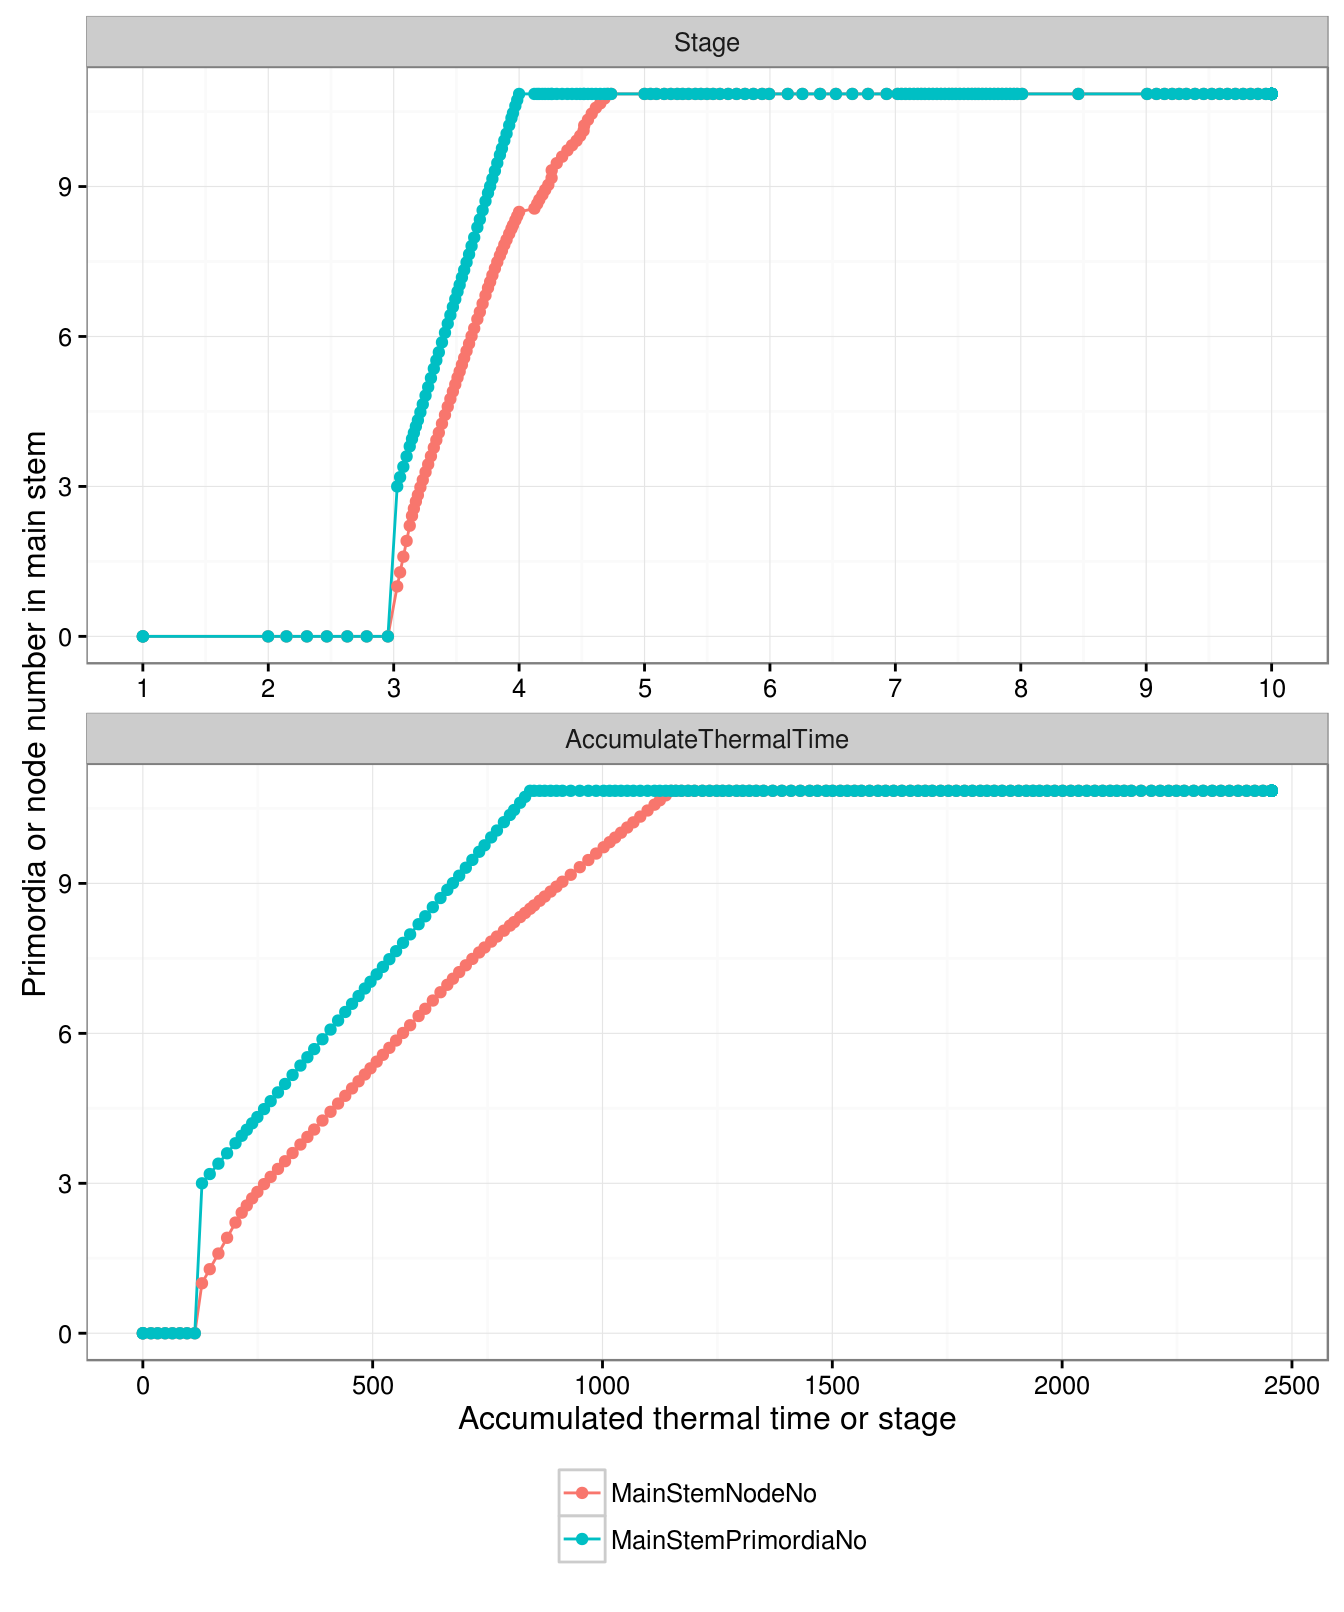 Stage
9
6
3
0
1 2 3 4 5 6 7 8 9 10
AccumulateThermalTime
9
6
3
0
0 500 1000 1500 2000 2500
Primordia or node number in main stem
Accumulated thermal time or stage
MainStemNodeNo
MainStemPrimordiaNo